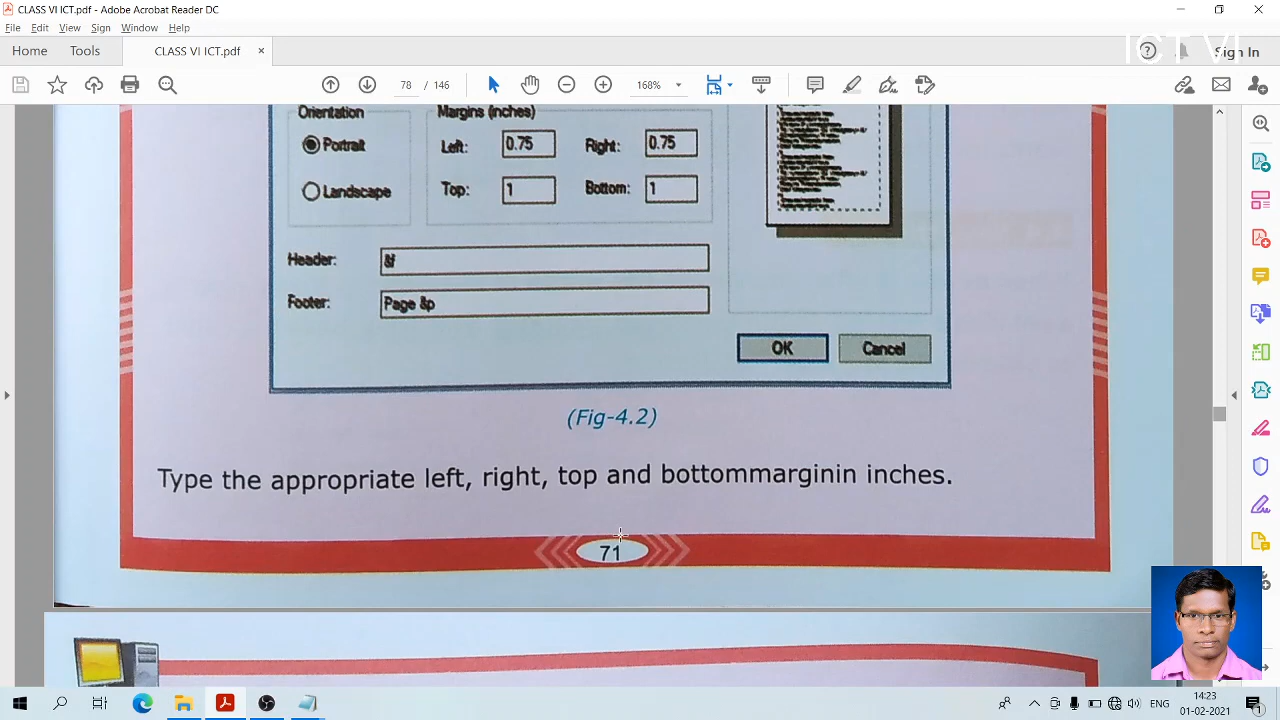 CLASS VI ICT.pdf - Adobe Acrobat Reader DC
File Edit View Sign Window Help
ICT VI
Home Tools CLASS VI ICT.pdf × Sign In
78 / 146 168%
Orientation Margins (inches)
Portrait Left: 0.75 Right: 0.75
Landscape Top: 1 Bottom: 1
Header: &f
Footer: Page &p
OK Cancel
(Fig-4.2)
Type the appropriate left, right, top and bottommarginin inches.
71
ENG 14:23
01-02-2021